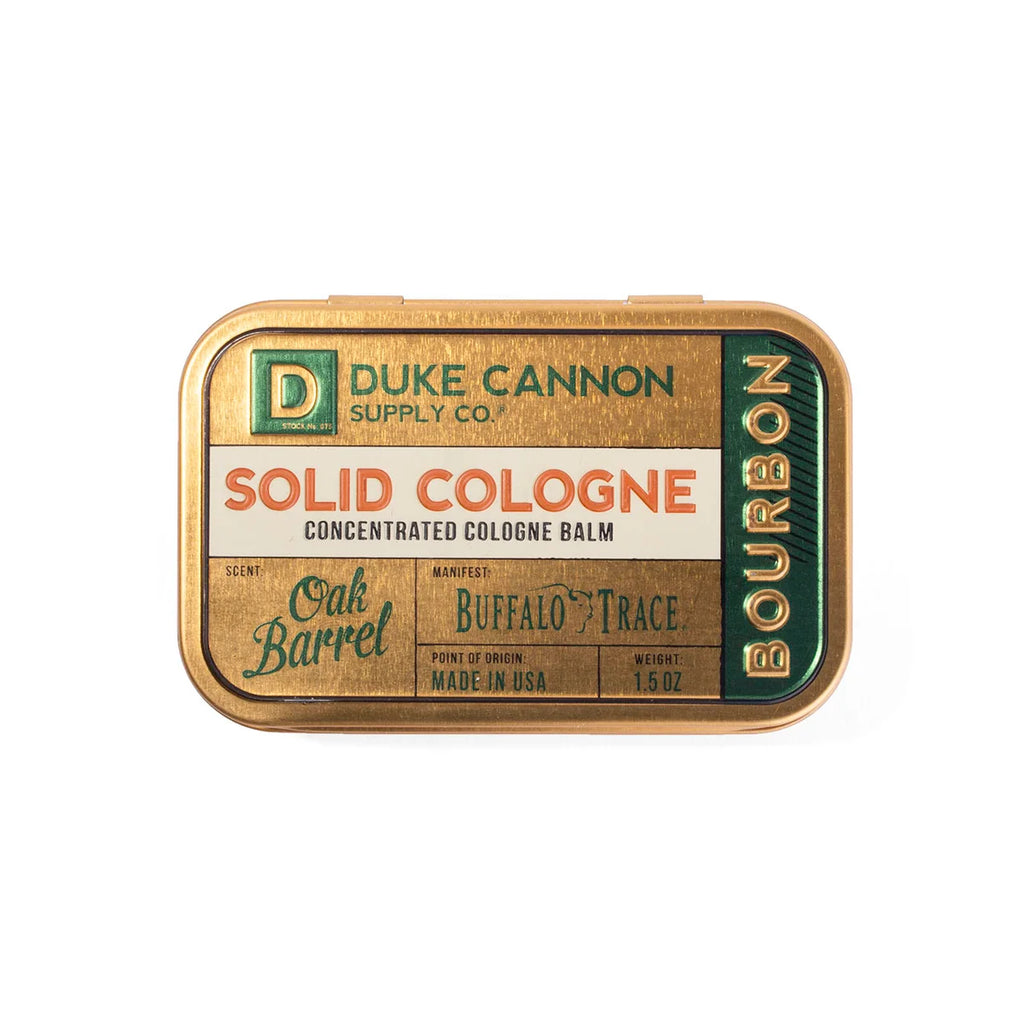 D
STOCK No. 076
DUKE CANNON
SUPPLY CO.®
SOLID COLOGNE
CONCENTRATED COLOGNE BALM
SCENT:
Oak
Barrel
MANIFEST:
BUFFALO TRACE
POINT OF ORIGIN:
MADE IN USA
WEIGHT:
1.5 OZ
BOURBON